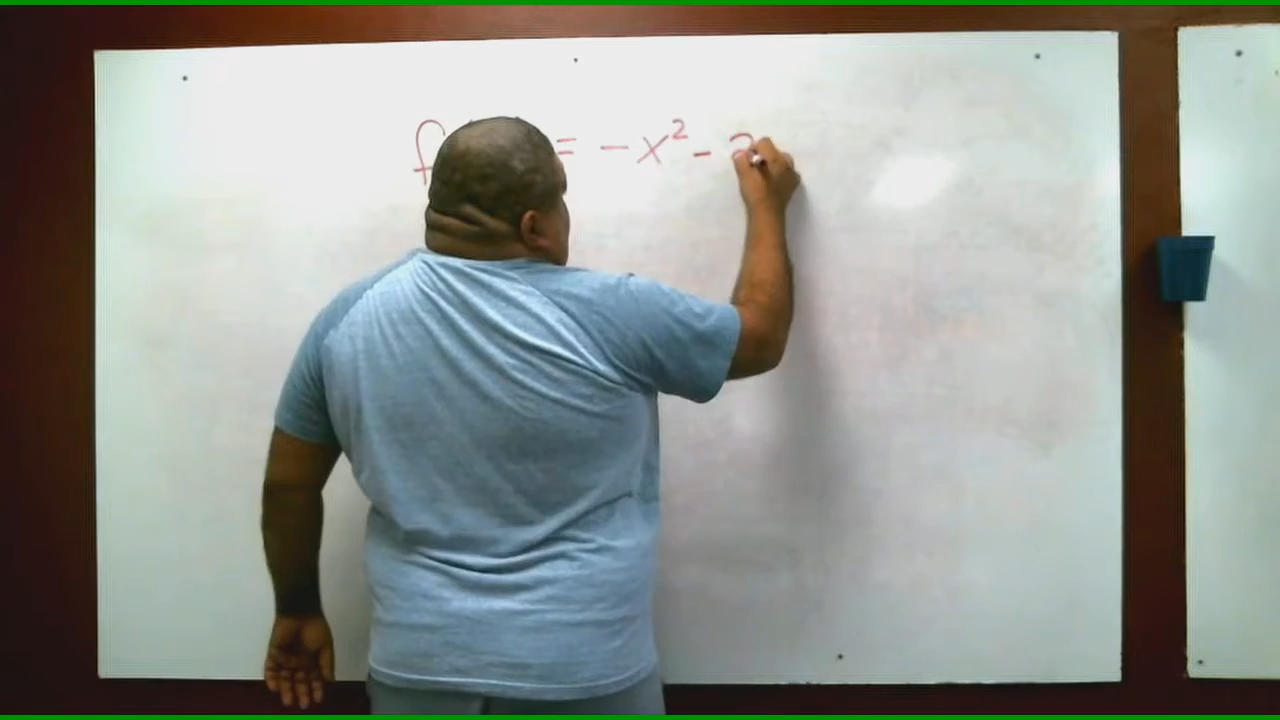 f = -x² - 2